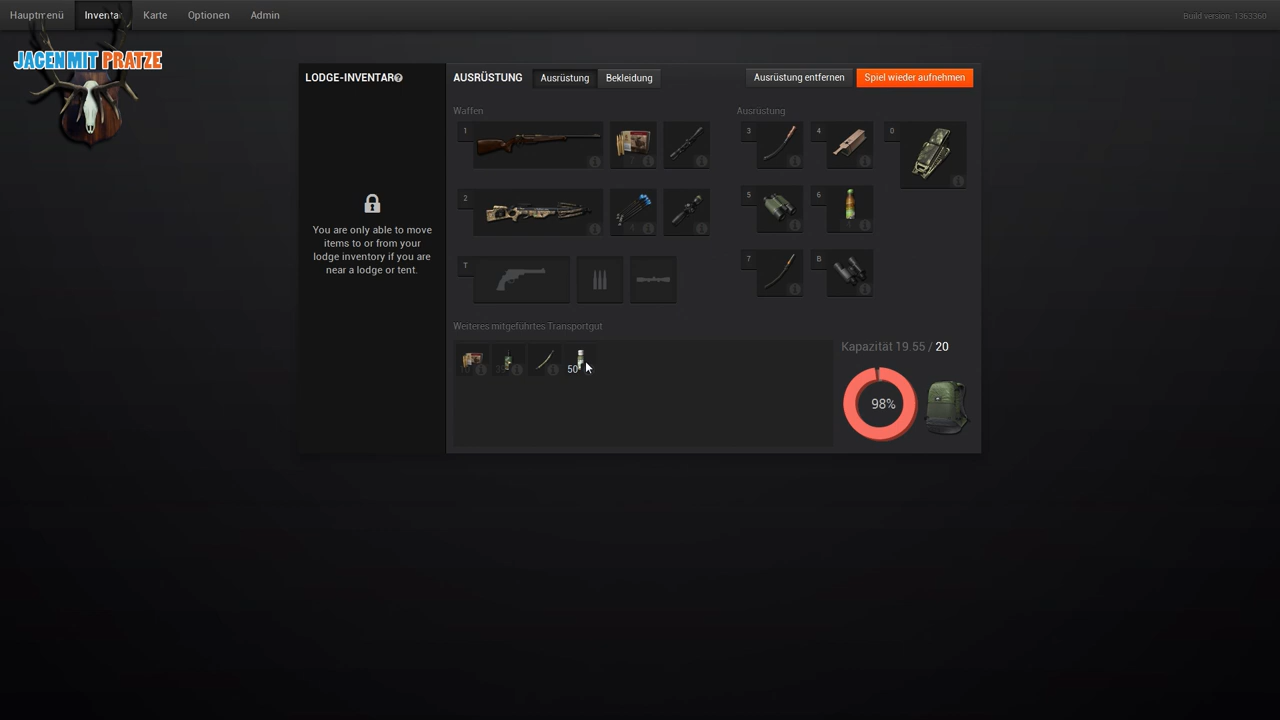 Hauptmenü Inventa Karte Optionen Admin
Build version: 1363360
JAGEN MIT PRATZE
LODGE-INVENTAR
You are only able to move
items to or from your
lodge inventory if you are
near a lodge or tent.
AUSRÜSTUNG Ausrüstung Bekleidung Ausrüstung entfernen Spiel wieder aufnehmen
Waffen
1
2
T
Ausrüstung
3 4 0
5 6
7 B
Weiteres mitgeführtes Transportgut
50
Kapazität 19.55 / 20
98%